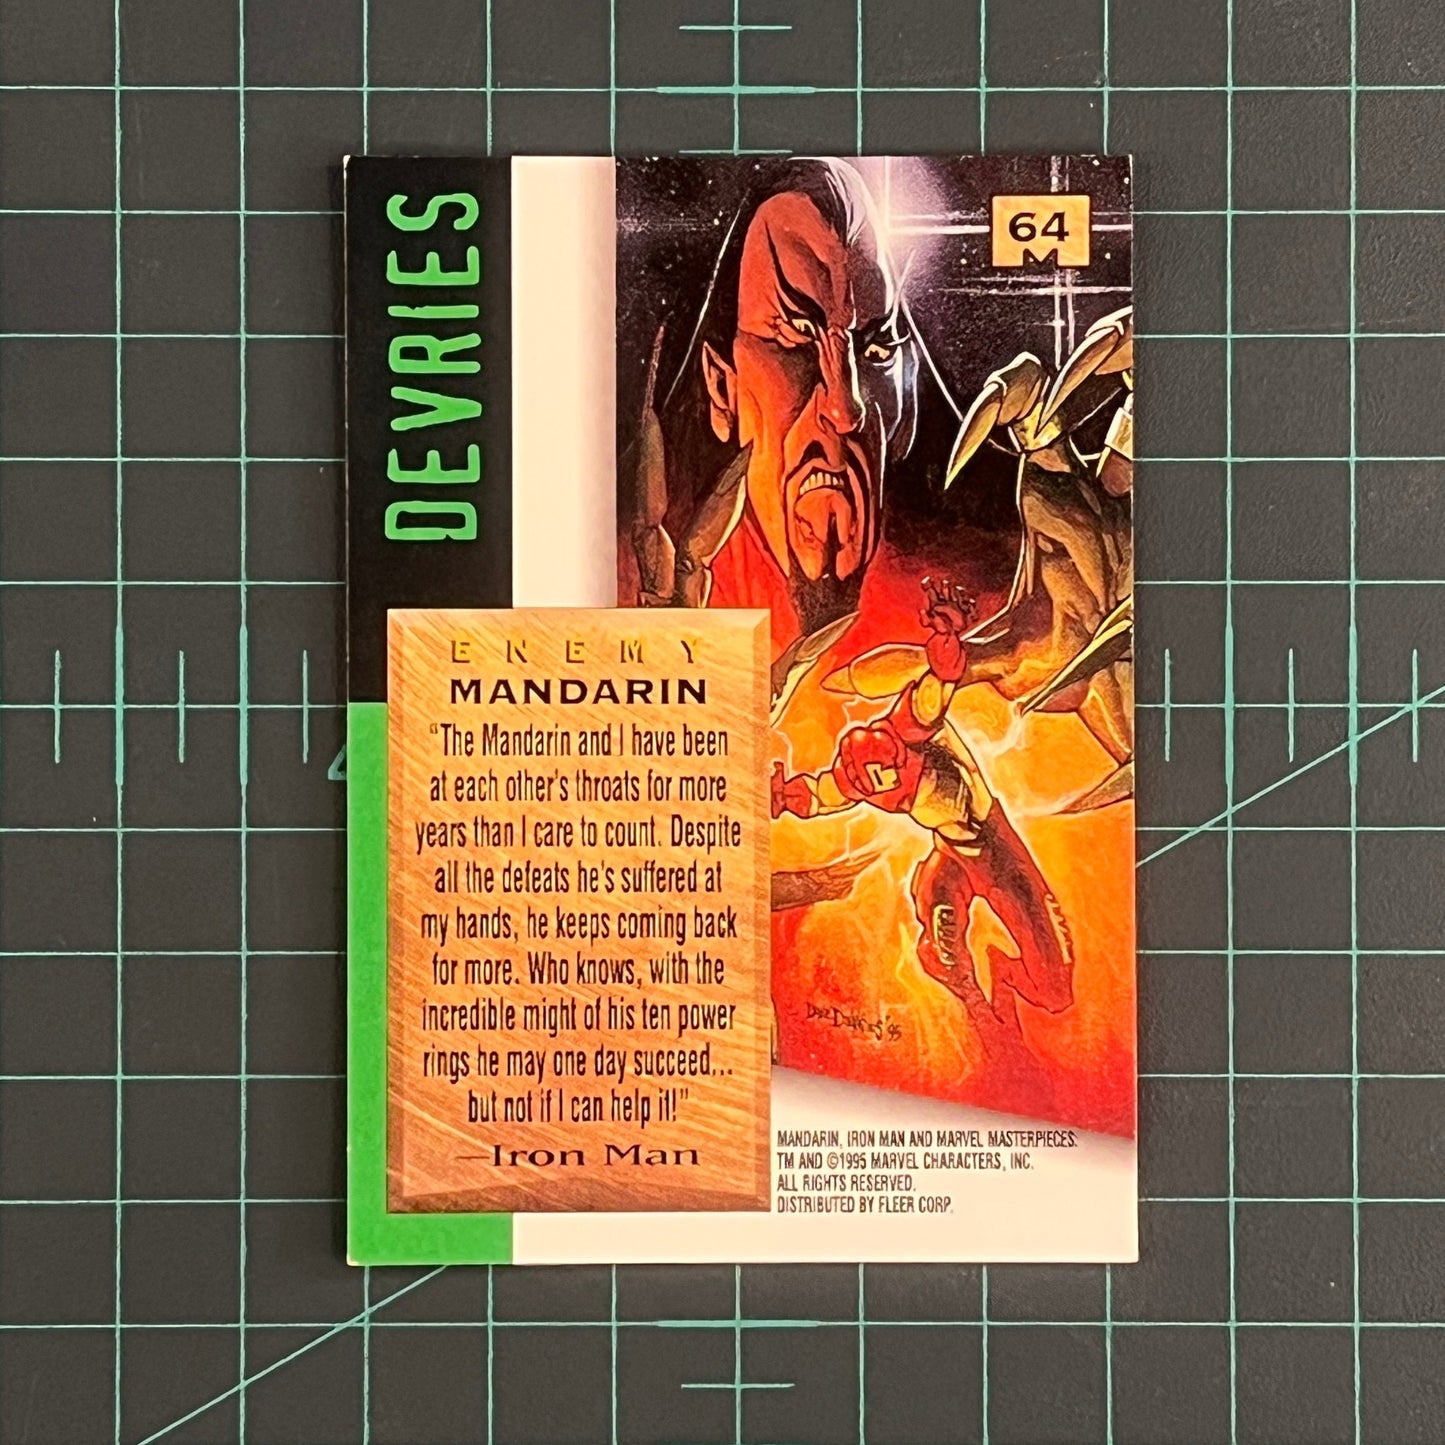 DEVRIES
64
ENEMY
MANDARIN
"The Mandarin and I have been
at each other's throats for more
years than I care to count. Despite
all the defeats he's suffered at
my hands, he keeps coming back
for more. Who knows, with the
incredible might of his ten power
rings he may one day succeed...
but not if I can help it!"
—Iron Man
Dave DeVries '95
MANDARIN, IRON MAN AND MARVEL MASTERPIECES:
TM AND ©1995 MARVEL CHARACTERS, INC.
ALL RIGHTS RESERVED.
DISTRIBUTED BY FLEER CORP.